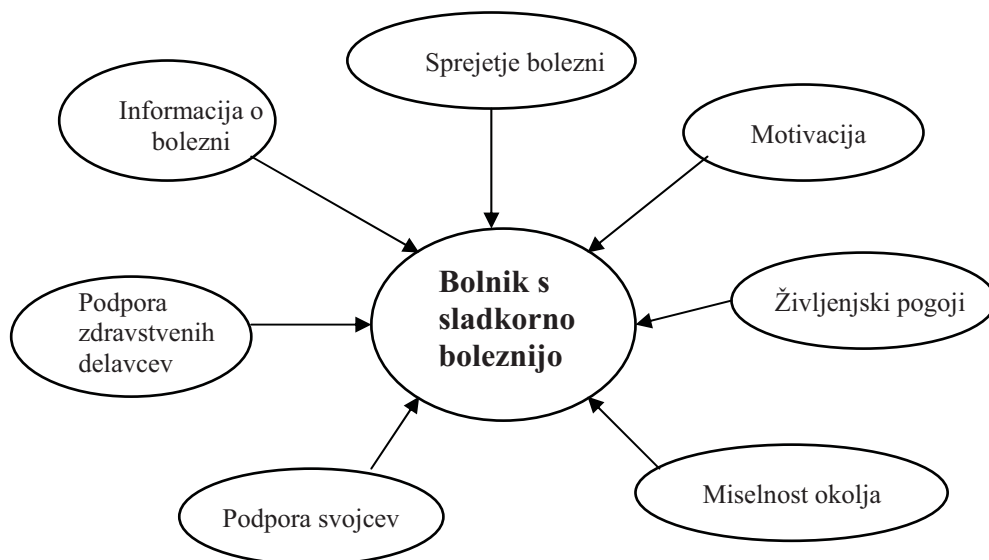 Sprejetje bolezni
Informacija o
bolezni
Motivacija
Bolnik s
sladkorno
boleznijo
Življenjski pogoji
Podpora
zdravstvenih
delavcev
Miselnost okolja
Podpora svojcev